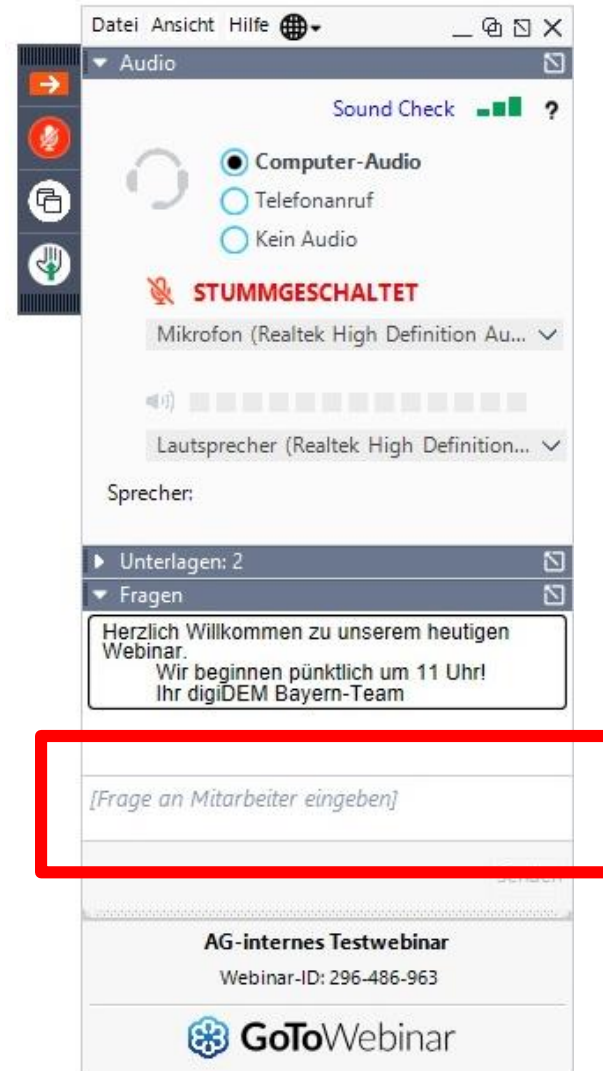 Datei Ansicht Hilfe
Audio
Sound Check ?
Computer-Audio
Telefonanruf
Kein Audio
STUMMGESCHALTET
Mikrofon (Realtek High Definition Au...
Lautsprecher (Realtek High Definition...
Sprecher:
Unterlagen: 2
Fragen
Herzlich Willkommen zu unserem heutigen
Webinar.
Wir beginnen pünktlich um 11 Uhr!
Ihr digiDEM Bayern-Team
[Frage an Mitarbeiter eingeben]
AG-internes Testwebinar
Webinar-ID: 296-486-963
GoToWebinar